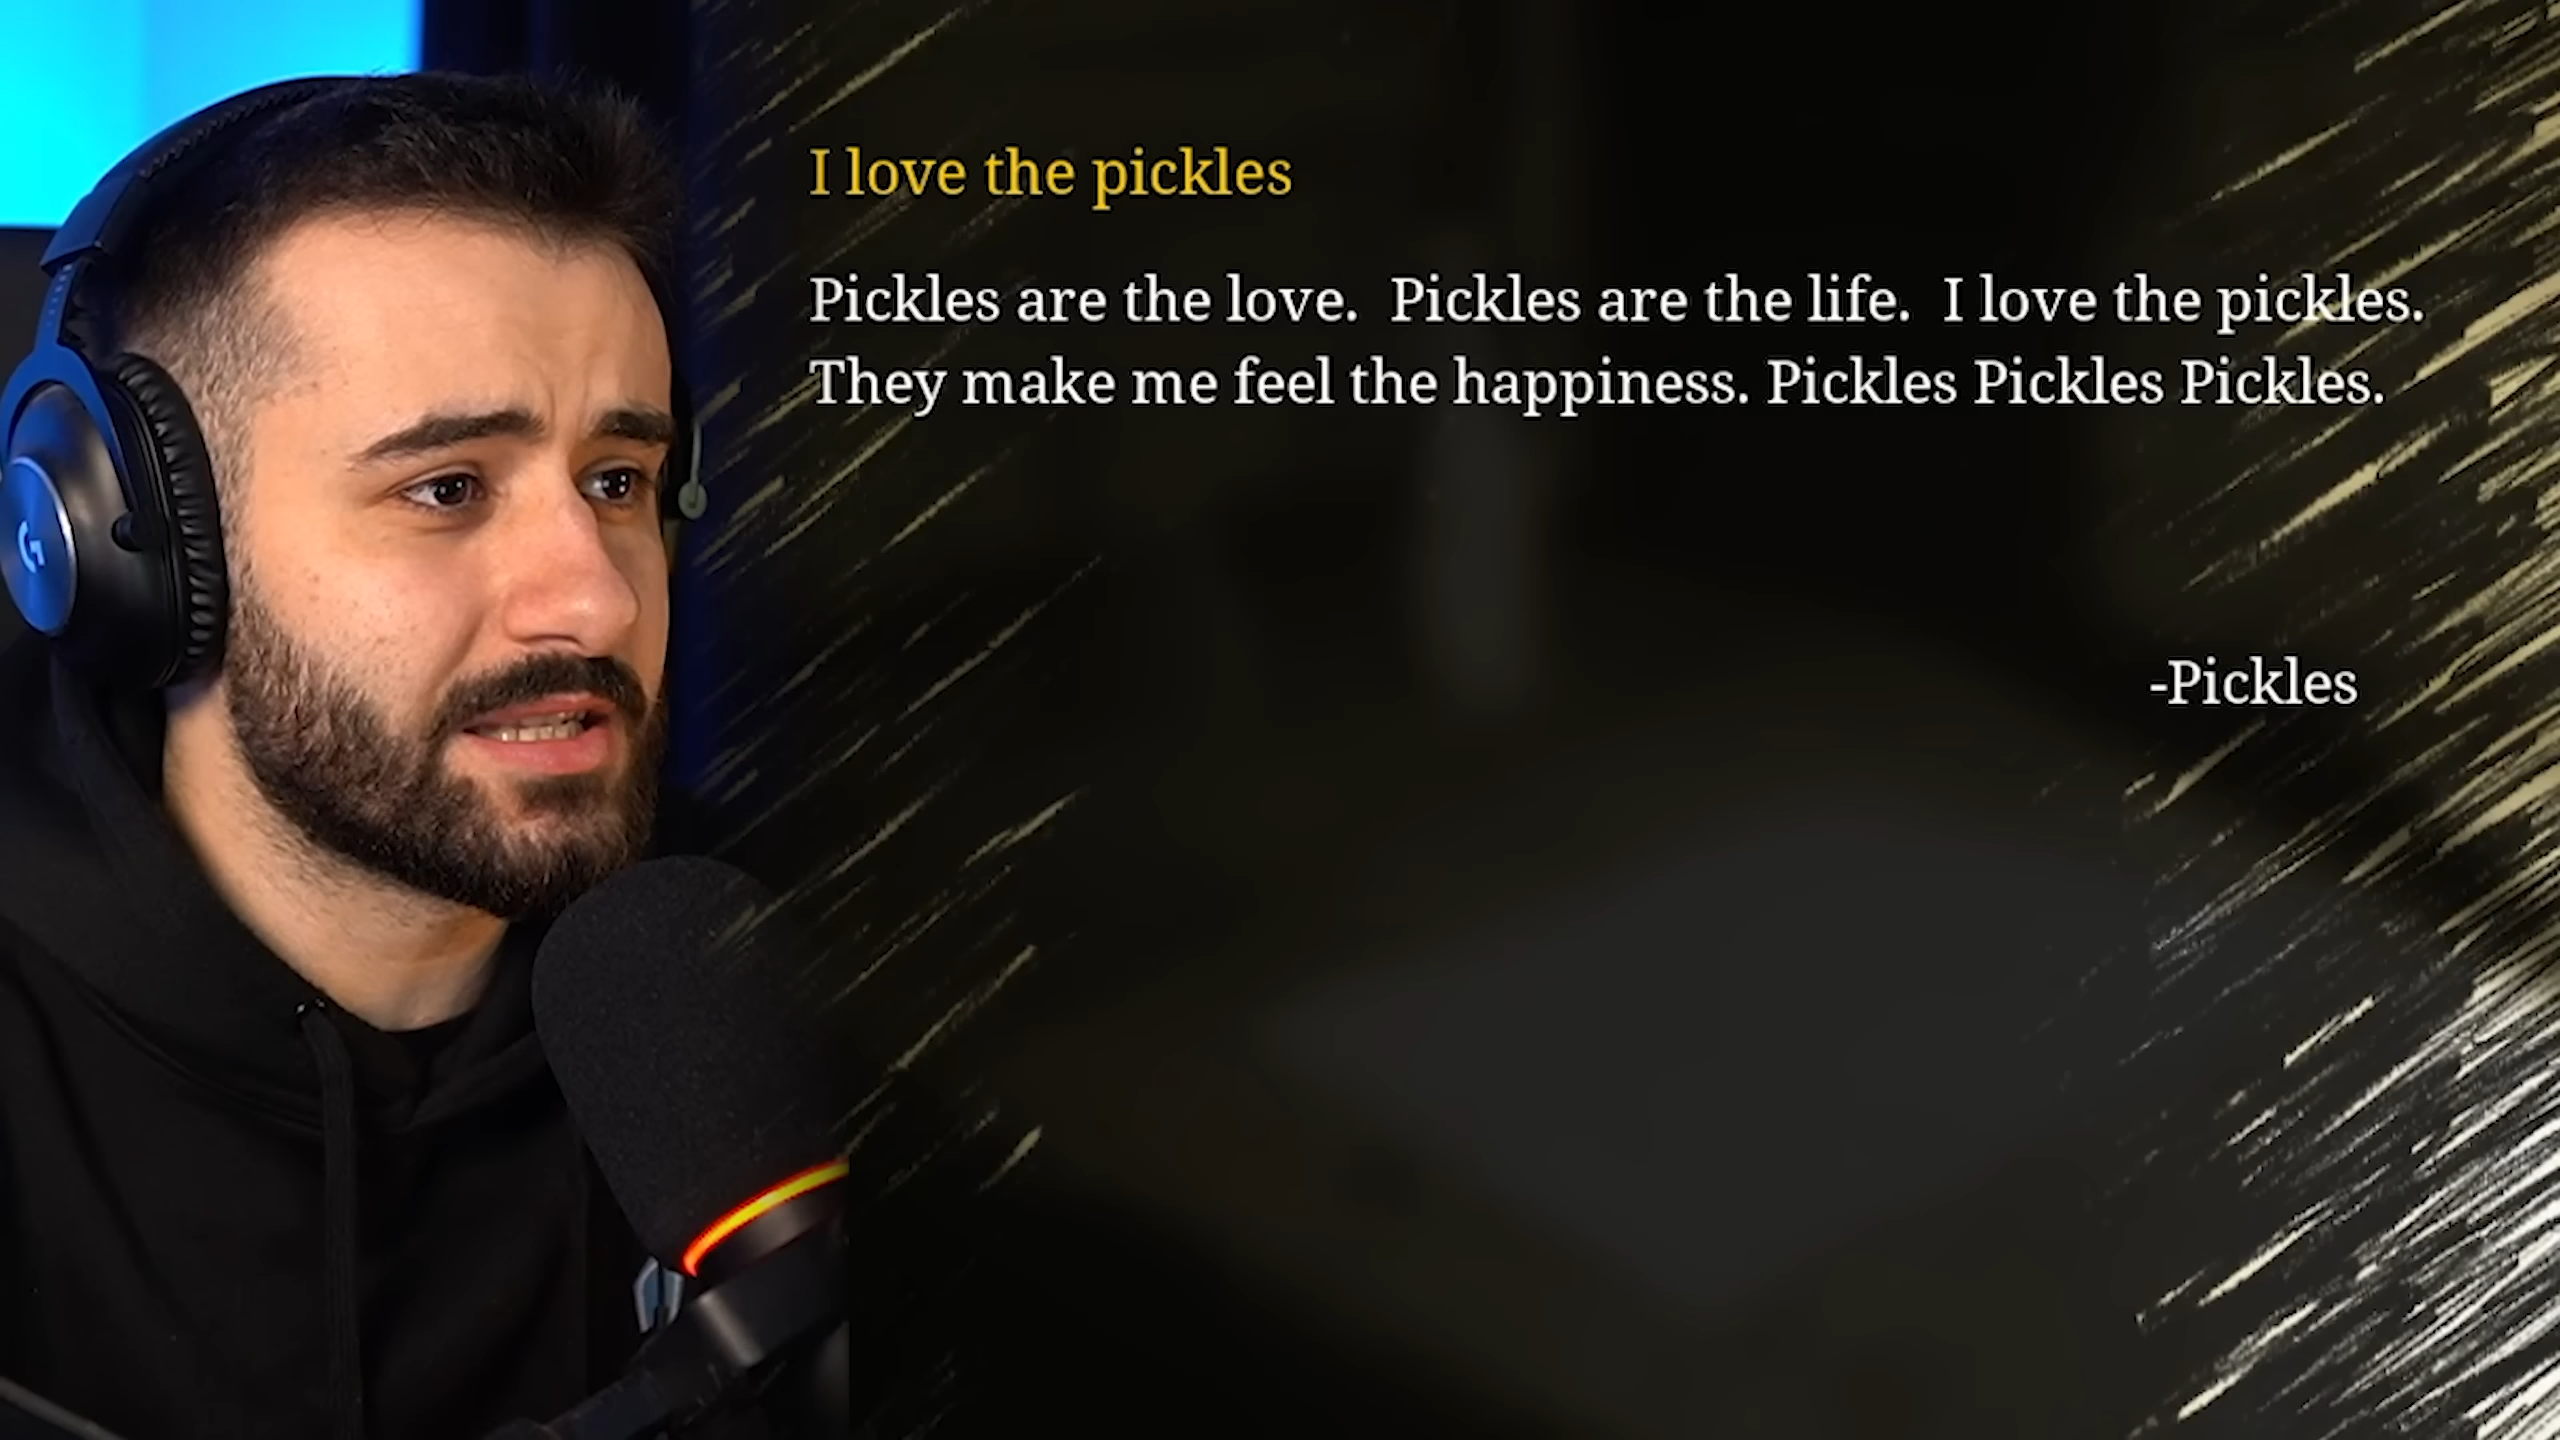 I love the pickles
Pickles are the love.  Pickles are the life.  I love the pickles.
They make me feel the happiness. Pickles Pickles Pickles.
-Pickles